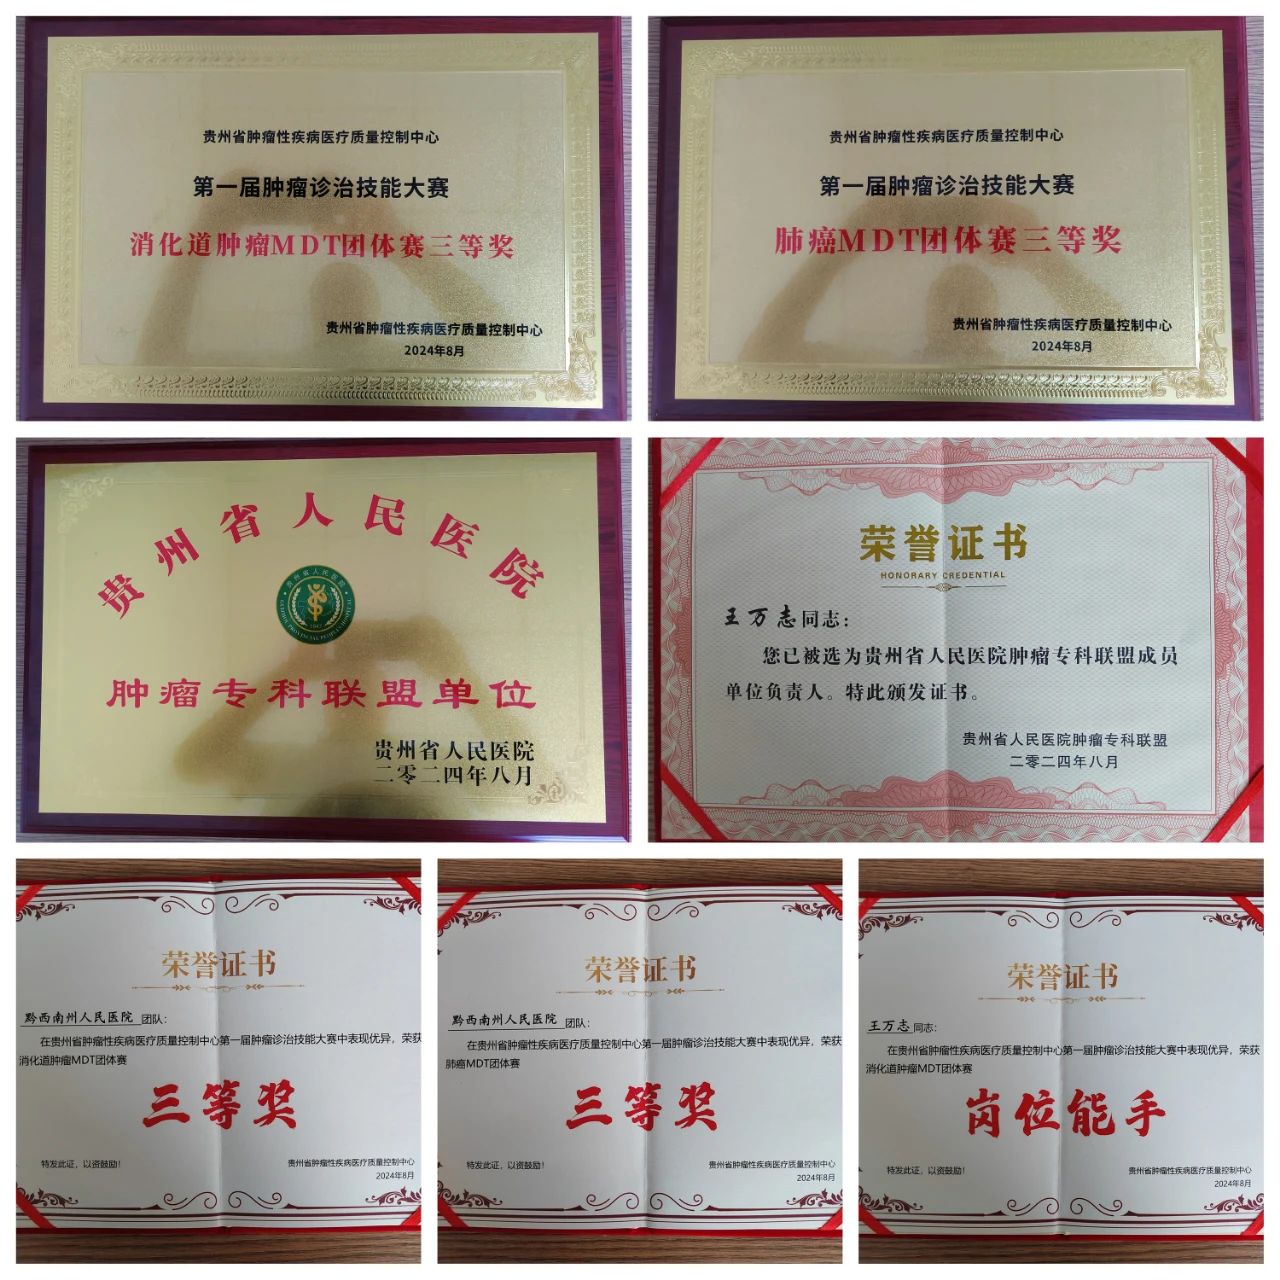 贵州省肿瘤性疾病医疗质量控制中心
第一届肿瘤诊治技能大赛
消化道肿瘤MDT团体赛三等奖
贵州省肿瘤性疾病医疗质量控制中心
2024年8月
贵州省肿瘤性疾病医疗质量控制中心
第一届肿瘤诊治技能大赛
肺癌MDT团体赛三等奖
贵州省肿瘤性疾病医疗质量控制中心
2024年8月
贵州省人民医院
贵州省人民医院
GUIZHOU PROVINCIAL PEOPLE'S HOSPITAL
肿瘤专科联盟单位
贵州省人民医院
二零二四年八月
荣誉证书
HONORARY CREDENTIAL
王万志同志：
您已被选为贵州省人民医院肿瘤专科联盟成员
单位负责人。特此颁发证书。
贵州省人民医院肿瘤专科联盟
二零二四年八月
荣誉证书
黔西南州人民医院 团队：
在贵州省肿瘤性疾病医疗质量控制中心第一届肿瘤诊治技能大赛中表现优异，荣获
消化道肿瘤MDT团体赛
三等奖
特发此证，以资鼓励！
贵州省肿瘤性疾病医疗质量控制中心
2024年8月
荣誉证书
黔西南州人民医院 团队：
在贵州省肿瘤性疾病医疗质量控制中心第一届肿瘤诊治技能大赛中表现优异，荣获
肺癌MDT团体赛
三等奖
特发此证，以资鼓励！
贵州省肿瘤性疾病医疗质量控制中心
2024年8月
荣誉证书
王万志 同志：
在贵州省肿瘤性疾病医疗质量控制中心第一届肿瘤诊治技能大赛中表现优异，荣获
消化道肿瘤MDT团体赛
岗位能手
特发此证，以资鼓励！
贵州省肿瘤性疾病医疗质量控制中心
2024年8月